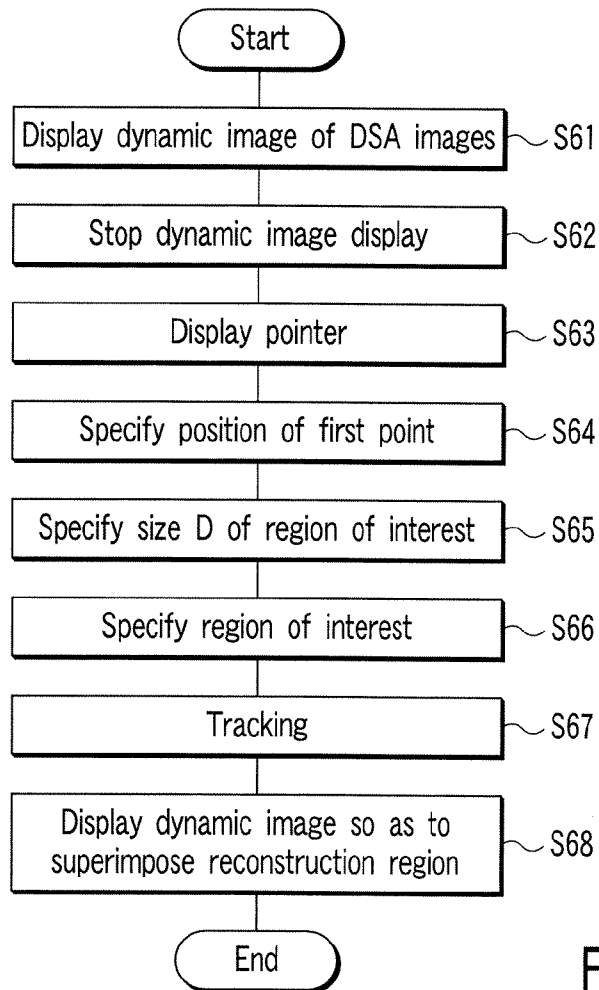 Start
Display dynamic image of DSA images S61
Stop dynamic image display S62
Display pointer S63
Specify position of first point S64
Specify size D of region of interest S65
Specify region of interest S66
Tracking S67
Display dynamic image so as to
superimpose reconstruction region S68
End
F